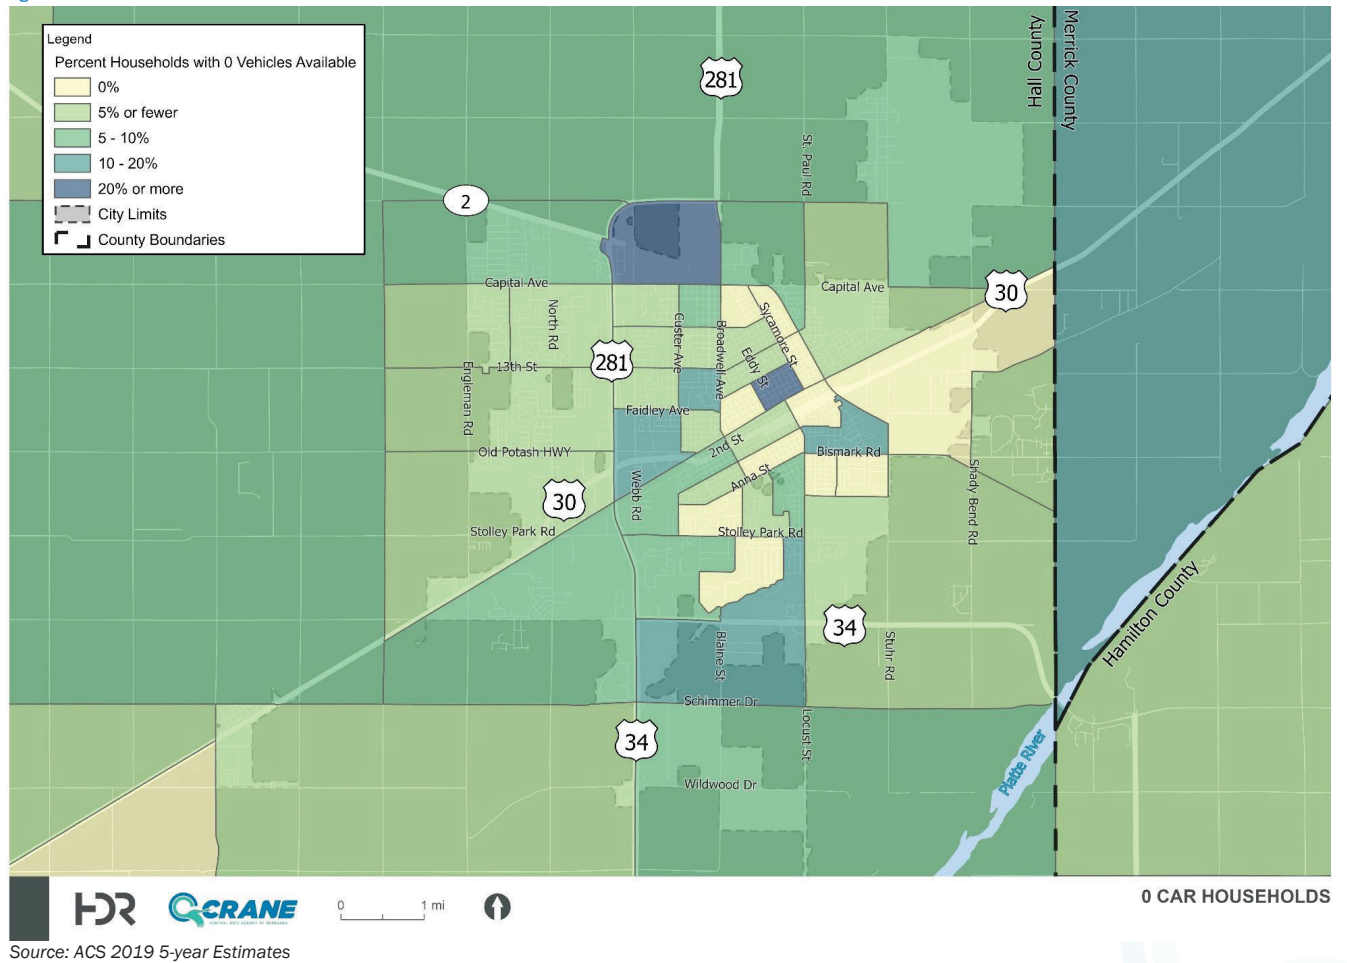 Legend
Percent Households with 0 Vehicles Available
0%
5% or fewer
5 - 10%
10 - 20%
20% or more
City Limits
County Boundaries
Hall County
Merrick County
281
St. Paul Rd
2
Capital Ave
Capital Ave
30
North Rd
Custer Ave
Broadwell Ave
Sycamore St
Eddy St
281
13th St
Engleman Rd
Faidley Ave
2nd St
Old Potash HWY
Bismark Rd
Anna St
Webb Rd
30
Shady Bend Rd
Stolley Park Rd
Stolley Park Rd
34
Hamilton County
Blaine St
Stuhr Rd
Schimmer Dr
Locust St
34
Platte River
Wildwood Dr
HDR
CRANE
0
1 mi
0 CAR HOUSEHOLDS
Source: ACS 2019 5-year Estimates